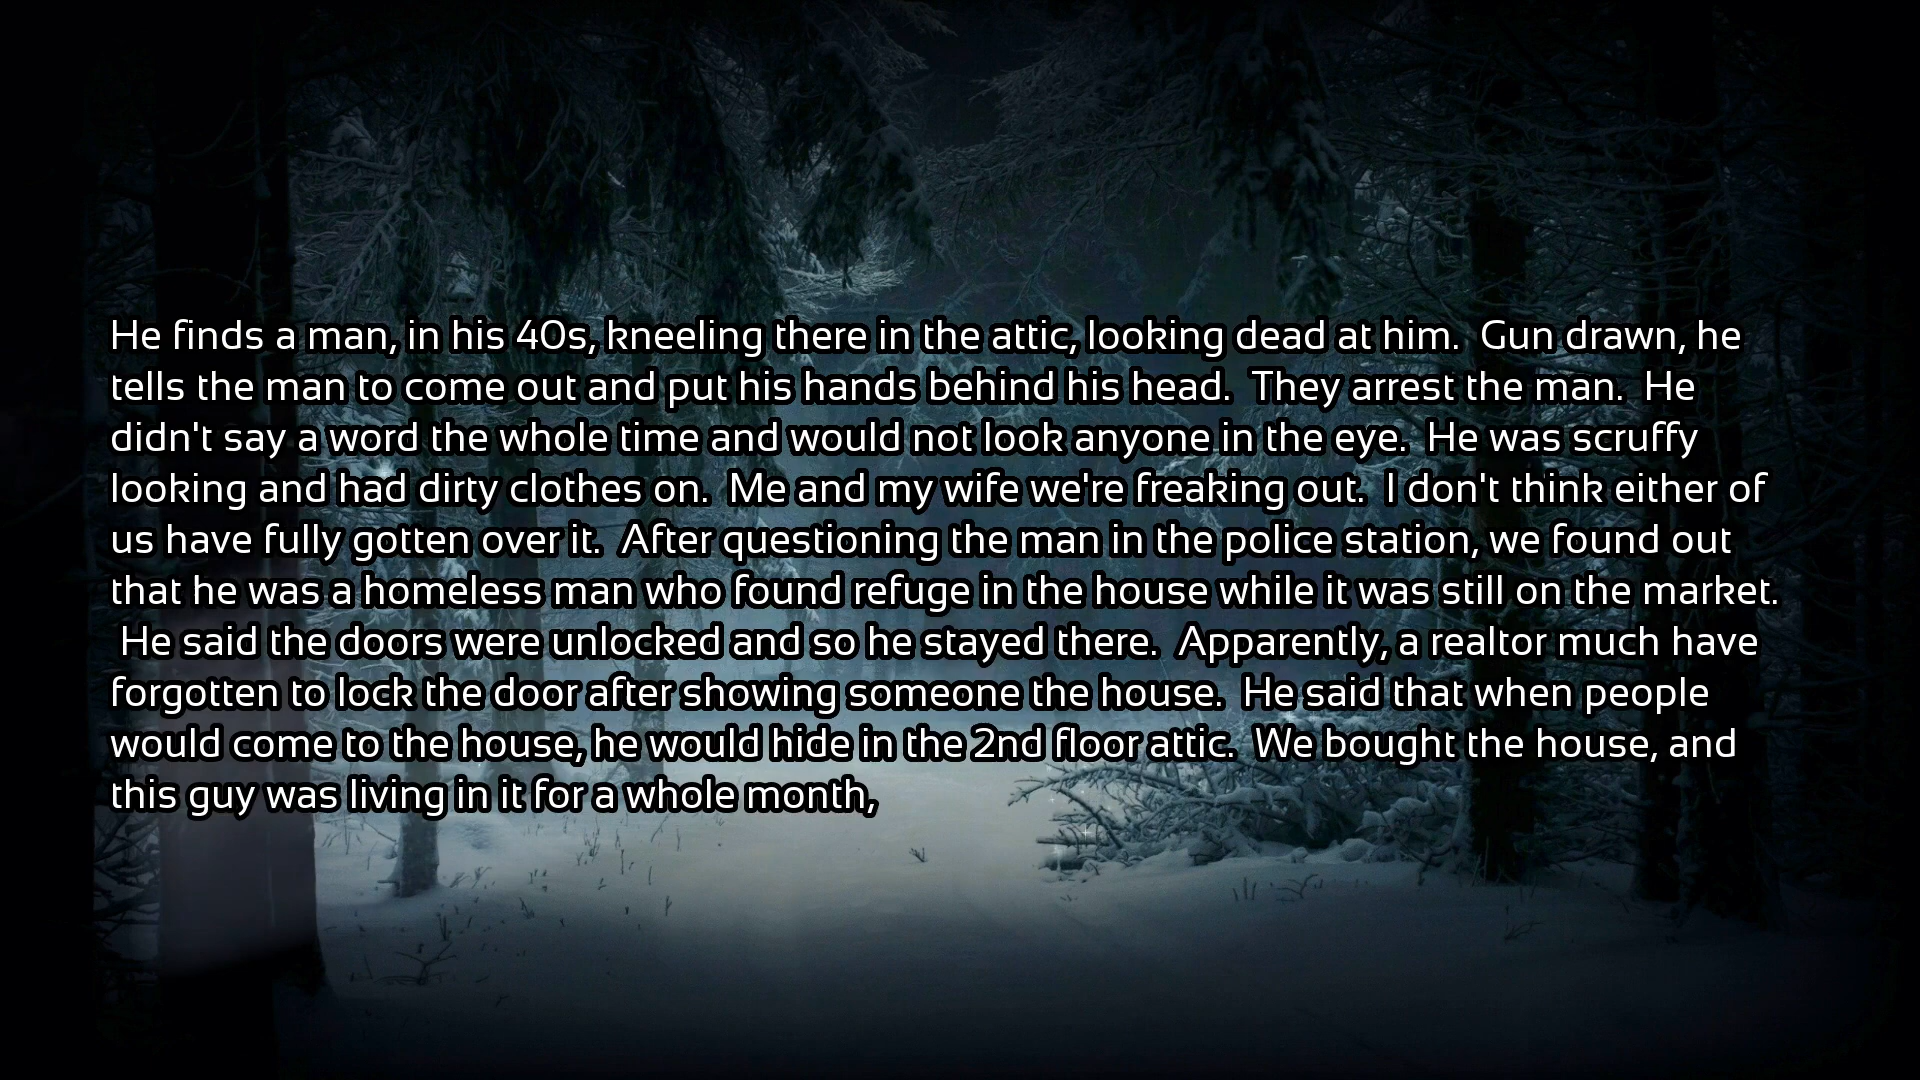 He finds a man, in his 40s, kneeling there in the attic, looking dead at him.  Gun drawn, he
tells the man to come out and put his hands behind his head.  They arrest the man.  He
didn't say a word the whole time and would not look anyone in the eye.  He was scruffy
looking and had dirty clothes on.  Me and my wife we're freaking out.  I don't think either of
us have fully gotten over it.  After questioning the man in the police station, we found out
that he was a homeless man who found refuge in the house while it was still on the market.
He said the doors were unlocked and so he stayed there.  Apparently, a realtor much have
forgotten to lock the door after showing someone the house.  He said that when people
would come to the house, he would hide in the 2nd floor attic.  We bought the house, and
this guy was living in it for a whole month,